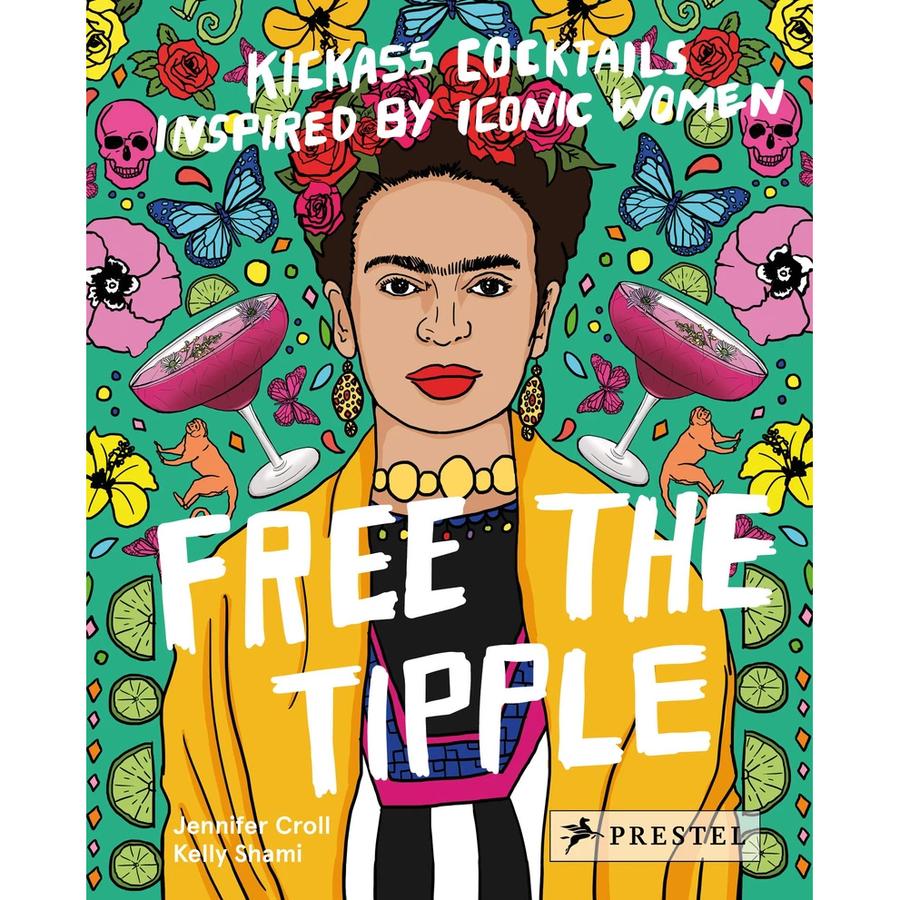 KICKASS COCKTAILS
INSPIRED BY ICONIC WOMEN
FREE THE
TIPPLE
Jennifer Croll
Kelly Shami
PRESTEL